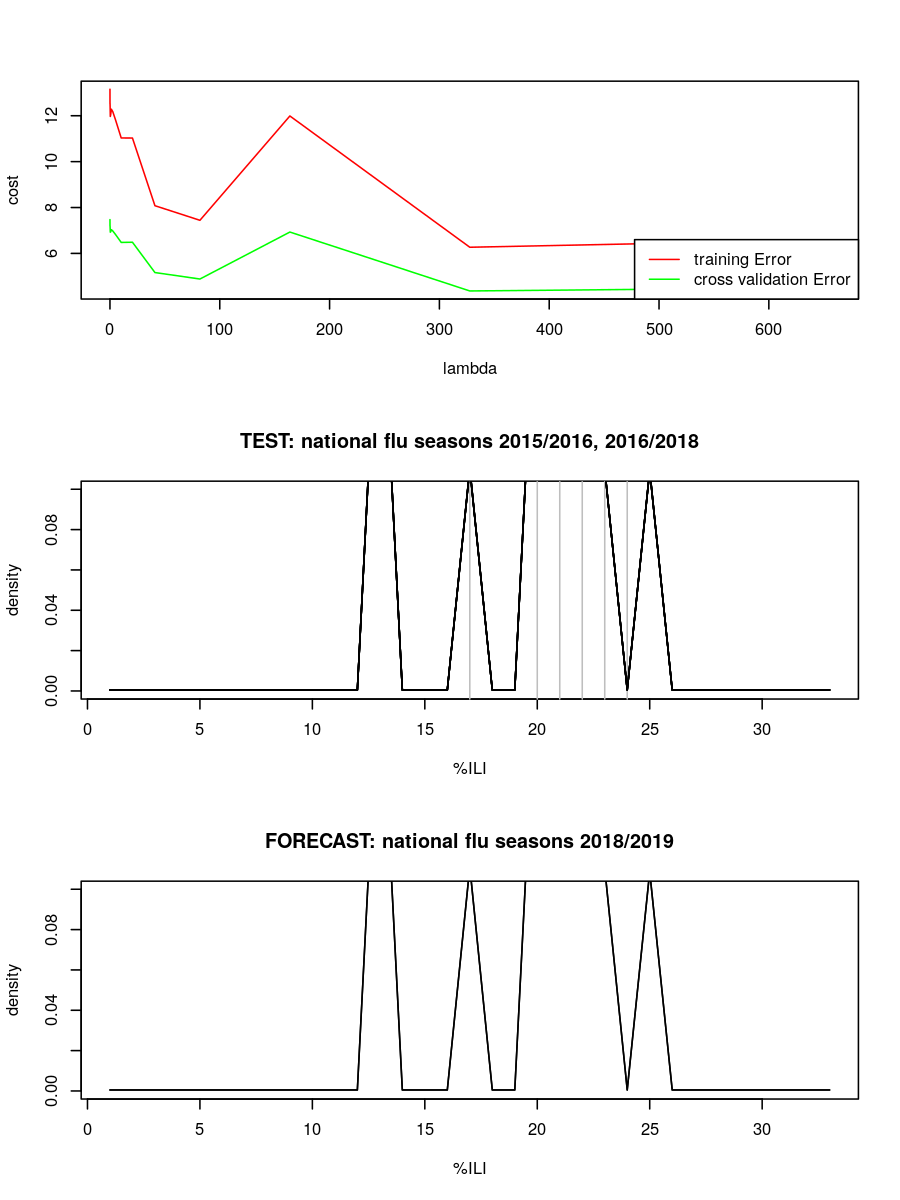 12
10
8
6
cost
training Error
cross validation Error
0 100 200 300 400 500 600
lambda
TEST: national flu seasons 2015/2016, 2016/2018
0.08
0.04
0.00
density
0 5 10 15 20 25 30
%ILI
FORECAST: national flu seasons 2018/2019
0.08
0.04
0.00
density
0 5 10 15 20 25 30
%ILI